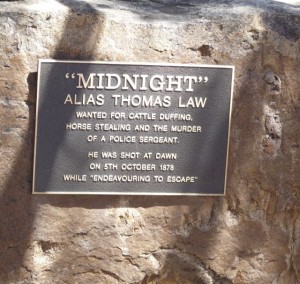 "MIDNIGHT"
ALIAS THOMAS LAW
WANTED FOR CATTLE DUFFING,
HORSE STEALING AND THE MURDER
OF A POLICE SERGEANT.
HE WAS SHOT AT DAWN
ON 5TH OCTOBER 1878
WHILE "ENDEAVOURING TO ESCAPE"